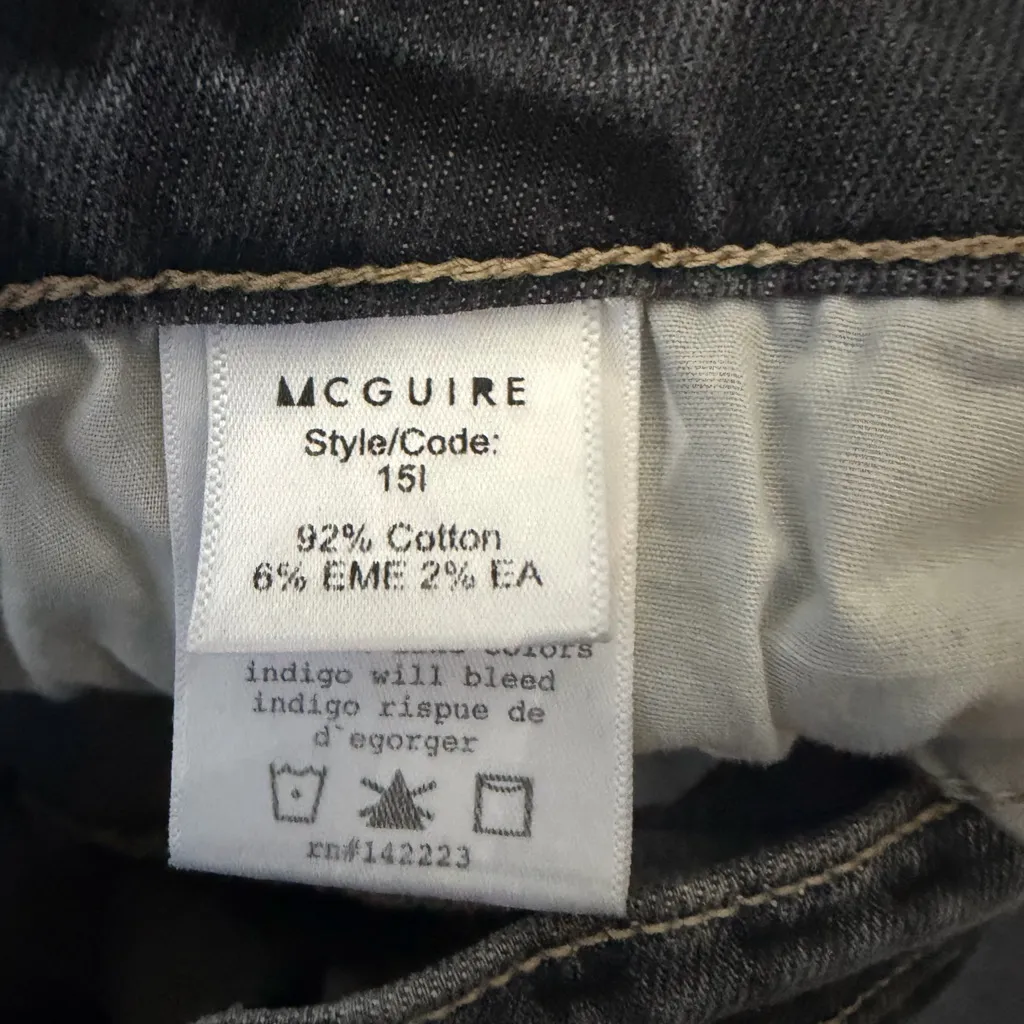 MCGUIRE
Style/Code:
15I
92% Cotton
6% EME 2% EA
colors
indigo will bleed
indigo rispue de
d`egorger
rn#142223